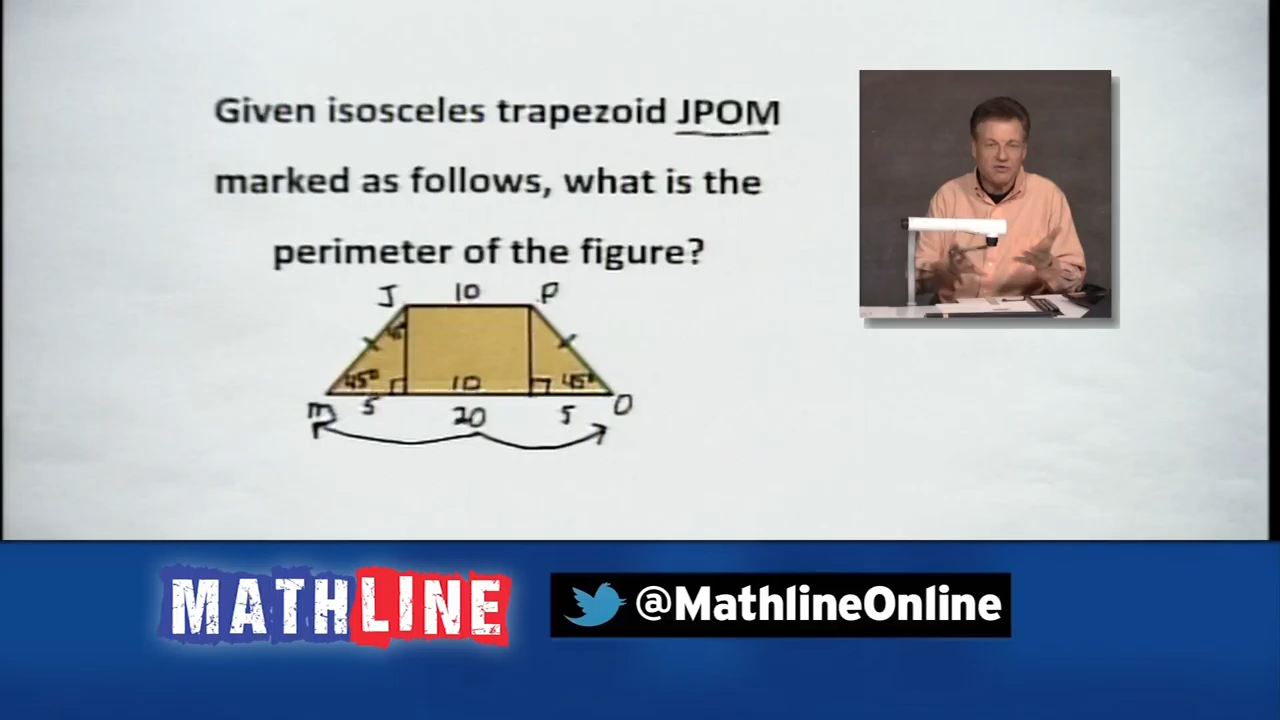 Given isosceles trapezoid JPOM
marked as follows, what is the
perimeter of the figure?
J 10 P
45° 10 45°
M 5 20 5 O
MATHLINE
@MathlineOnline